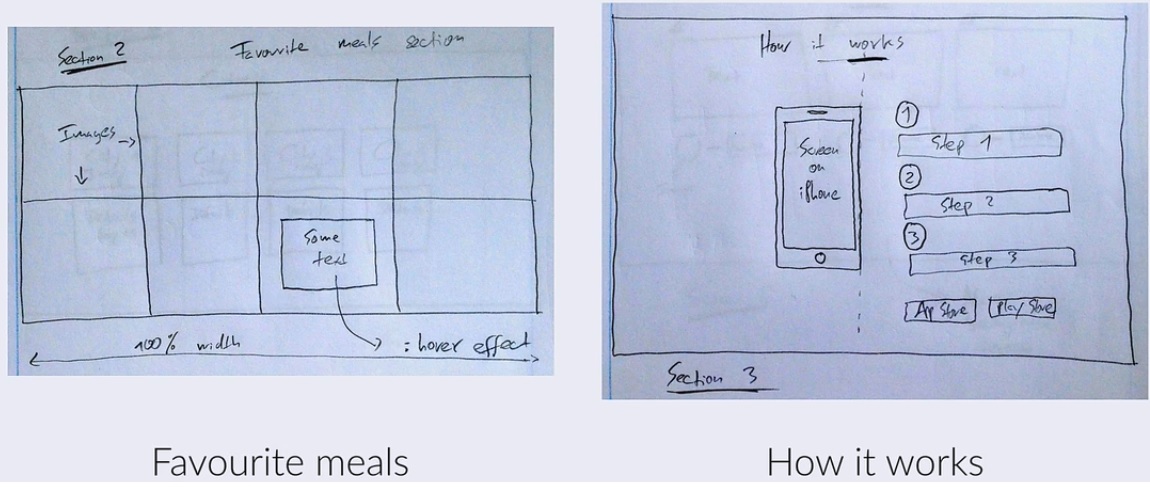 Section 2
Favourite meals section
Images →
↓
Some
text
100% width
: hover effect
How it works
Screen
on
iPhone
1
Step 1
2
Step 2
3
Step 3
App Store
Play Store
Section 3
Favourite meals
How it works